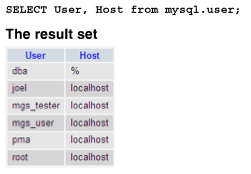 SELECT User, Host from mysql.user;
The result set
User Host
dba %
joel localhost
mgs_tester localhost
mgs_user localhost
pma localhost
root localhost